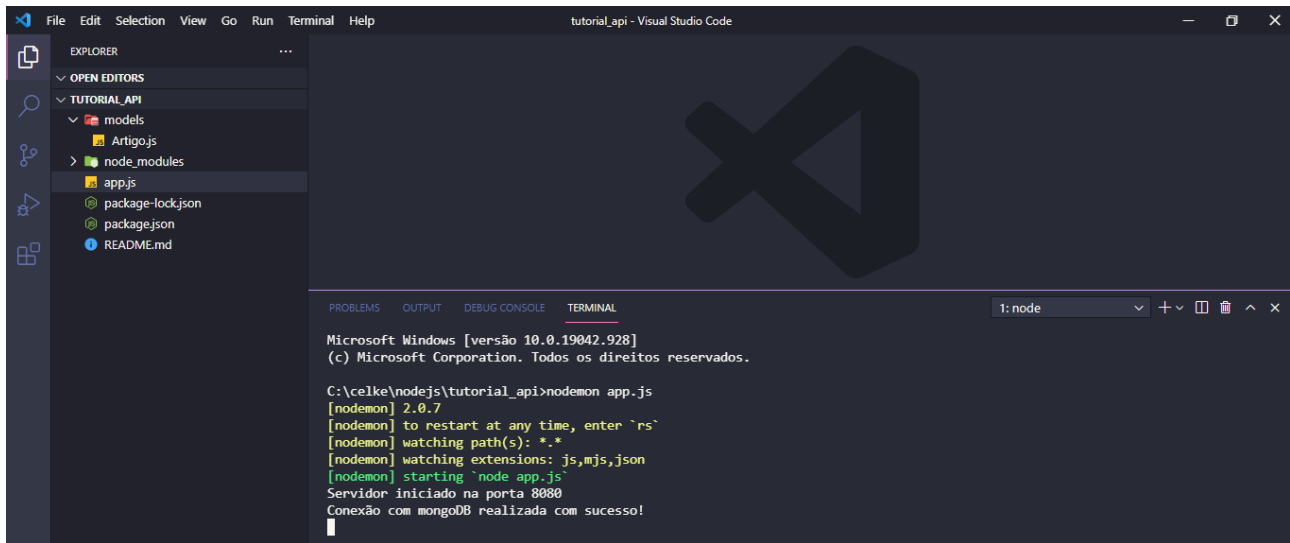 File Edit Selection View Go Run Terminal Help tutorial_api - Visual Studio Code
EXPLORER
OPEN EDITORS
TUTORIAL_API
models
JS Artigo.js
node_modules
JS app.js
package-lock.json
package.json
README.md
PROBLEMS OUTPUT DEBUG CONSOLE TERMINAL 1: node
Microsoft Windows [versão 10.0.19042.928]
(c) Microsoft Corporation. Todos os direitos reservados.
C:\celke\nodejs\tutorial_api>nodemon app.js
[nodemon] 2.0.7
[nodemon] to restart at any time, enter `rs`
[nodemon] watching path(s): *.*
[nodemon] watching extensions: js,mjs,json
[nodemon] starting `node app.js`
Servidor iniciado na porta 8080
Conexão com mongoDB realizada com sucesso!